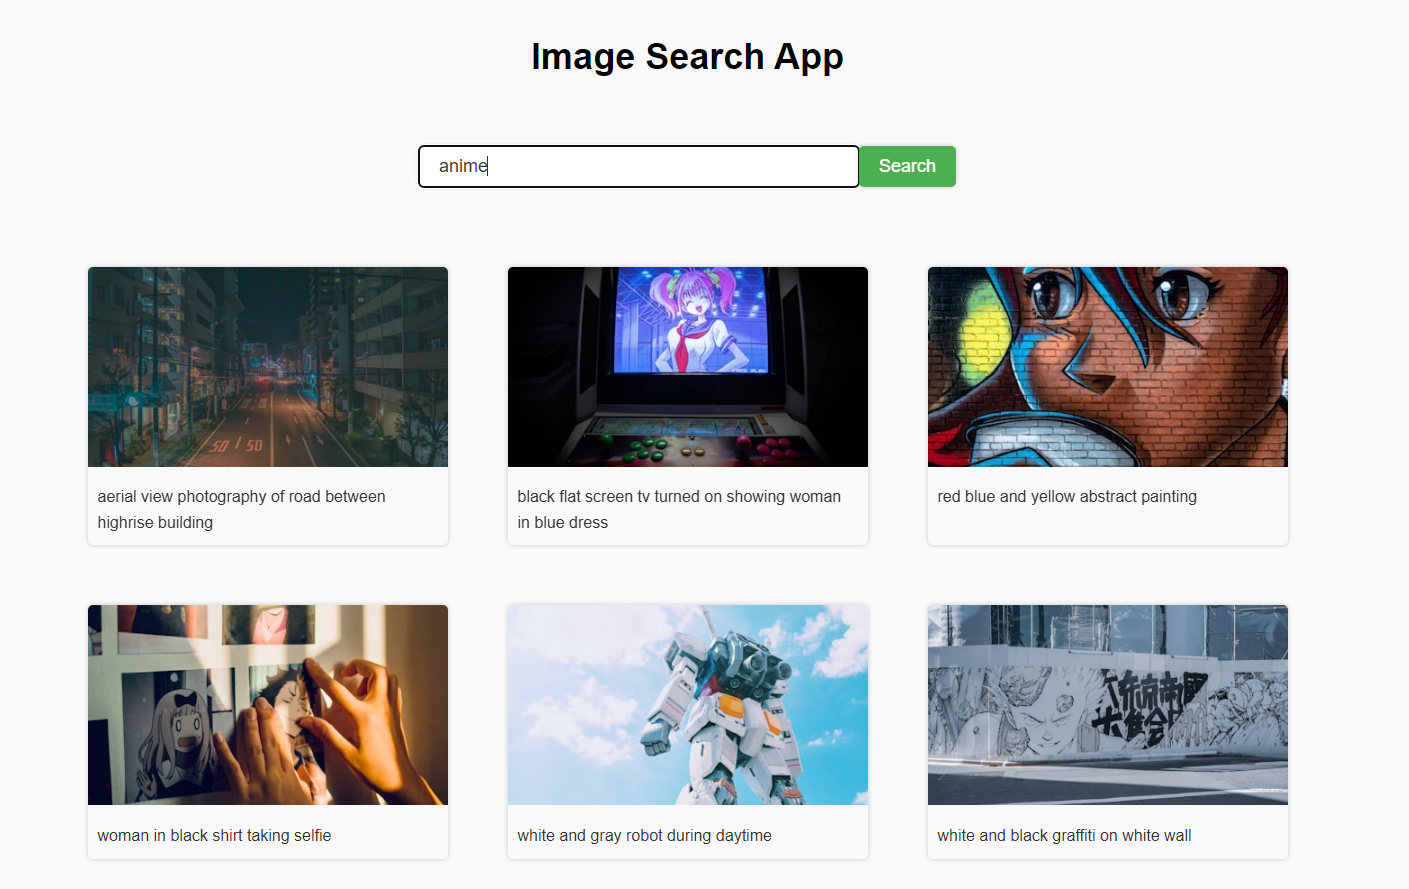 Image Search App
anime
Search
50 / 50
FREE PLAY
aerial view photography of road between
highrise building
black flat screen tv turned on showing woman
in blue dress
red blue and yellow abstract painting
東京帝国
大集会
woman in black shirt taking selfie
white and gray robot during daytime
white and black graffiti on white wall